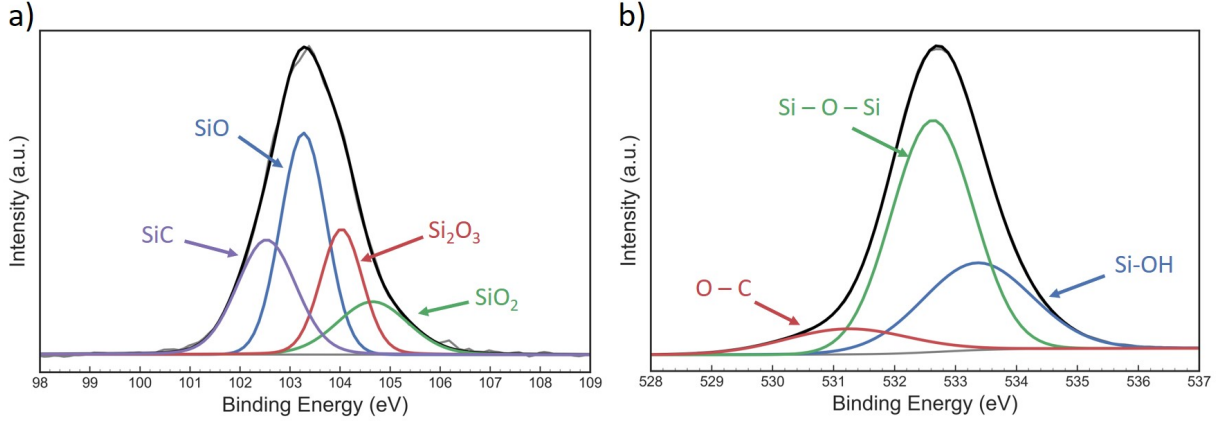 a)
SiO
SiC
Si₂O₃
SiO₂
Intensity (a.u.)
98 99 100 101 102 103 104 105 106 107 108 109
Binding Energy (eV)
b)
Si – O – Si
Si-OH
O – C
Intensity (a.u.)
528 529 530 531 532 533 534 535 536 537
Binding Energy (eV)